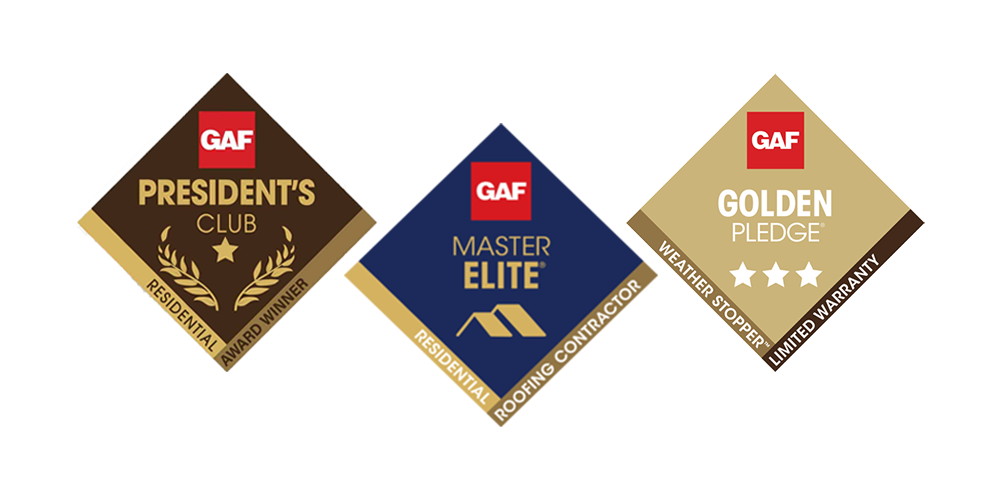 GAF
PRESIDENT'S
CLUB
RESIDENTIAL
AWARD WINNER
GAF
MASTER
ELITE®
RESIDENTIAL
ROOFING CONTRACTOR
GAF
GOLDEN
PLEDGE®
WEATHER STOPPER™
LIMITED WARRANTY